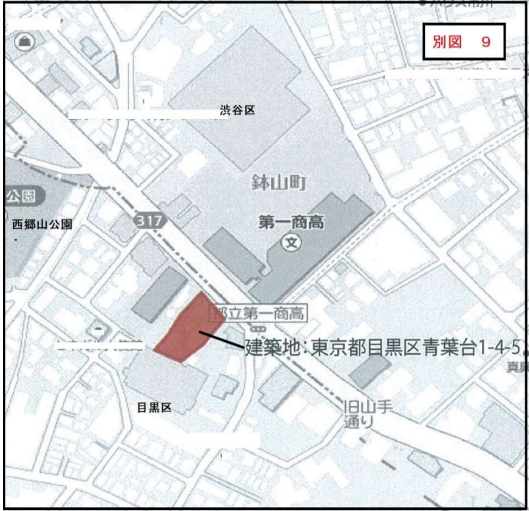 別図 9
渋谷区
鉢山町
公園
317
第一商高
西郷山公園
文
都立第一商高
建築地:東京都目黒区青葉台1-4-5
目黒区
旧山手
通り